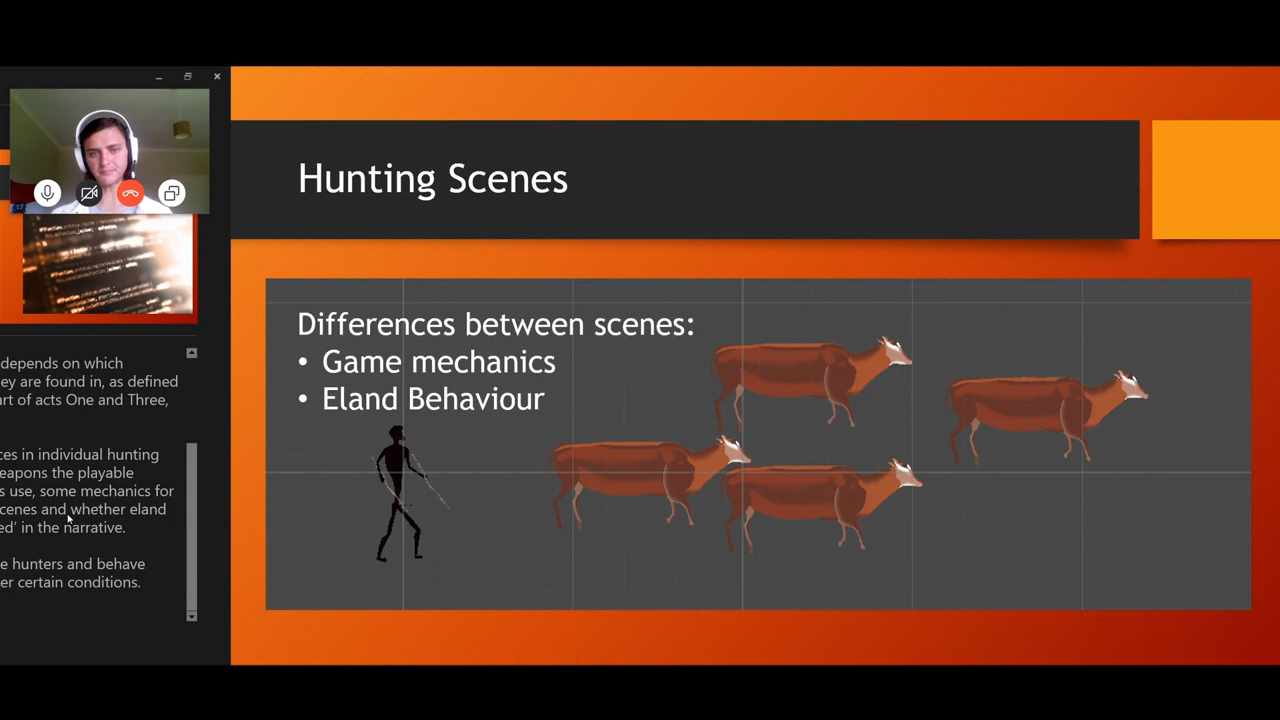 Hunting Scenes
Differences between scenes:
• Game mechanics
• Eland Behaviour
depends on which
ey are found in, as defined
art of acts One and Three,
ces in individual hunting
eapons the playable
s use, some mechanics for
cenes and whether eland
ed' in the narrative.
e hunters and behave
er certain conditions.